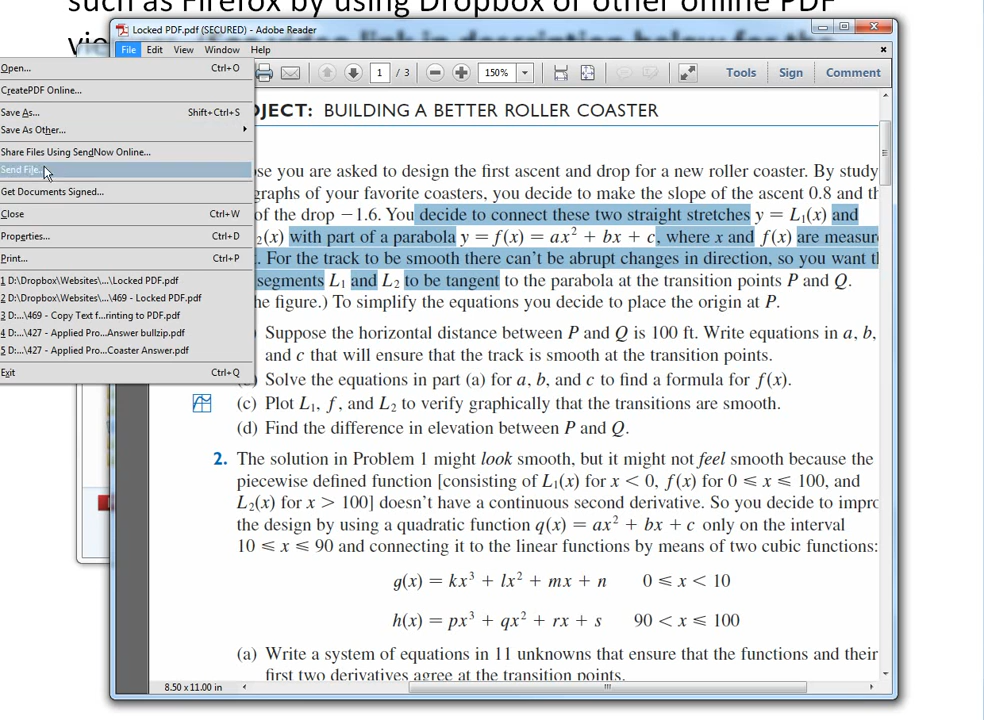 such as Firefox by using Dropbox or other online PDF
Locked PDF.pdf (SECURED) - Adobe Reader
File Edit View Window Help
1 / 3 150% Tools Sign Comment
Open... Ctrl+O
CreatePDF Online...
Save As... Shift+Ctrl+S
Save As Other...
Share Files Using SendNow Online...
Send File...
Get Documents Signed...
Close Ctrl+W
Properties... Ctrl+D
Print... Ctrl+P
1 D:\Dropbox\Websites\...\Locked PDF.pdf
2 D:\Dropbox\Websites\...\469 - Locked PDF.pdf
3 D:...\469 - Copy Text f...rinting to PDF.pdf
4 D:...\427 - Applied Pro...Answer bullzip.pdf
5 D:...\427 - Applied Pro...Coaster Answer.pdf
Exit Ctrl+Q
OJECT: BUILDING A BETTER ROLLER COASTER
se you are asked to design the first ascent and drop for a new roller coaster. By study
graphs of your favorite coasters, you decide to make the slope of the ascent 0.8 and th
of the drop −1.6. You decide to connect these two straight stretches y = L₁(x) and
₂(x) with part of a parabola y = f(x) = ax² + bx + c, where x and f(x) are measur
. For the track to be smooth there can't be abrupt changes in direction, so you want t
segments L₁ and L₂ to be tangent to the parabola at the transition points P and Q.
he figure.) To simplify the equations you decide to place the origin at P.
Suppose the horizontal distance between P and Q is 100 ft. Write equations in a, b,
and c that will ensure that the track is smooth at the transition points.
) Solve the equations in part (a) for a, b, and c to find a formula for f(x).
(c) Plot L₁, f, and L₂ to verify graphically that the transitions are smooth.
(d) Find the difference in elevation between P and Q.
2. The solution in Problem 1 might look smooth, but it might not feel smooth because the
piecewise defined function [consisting of L₁(x) for x < 0, f(x) for 0 ⩽ x ⩽ 100, and
L₂(x) for x > 100] doesn't have a continuous second derivative. So you decide to impro
the design by using a quadratic function q(x) = ax² + bx + c only on the interval
10 ⩽ x ⩽ 90 and connecting it to the linear functions by means of two cubic functions:
g(x) = kx³ + lx² + mx + n 0 ⩽ x < 10
h(x) = px³ + qx² + rx + s 90 < x ⩽ 100
(a) Write a system of equations in 11 unknowns that ensure that the functions and their
first two derivatives agree at the transition points.
8.50 x 11.00 in